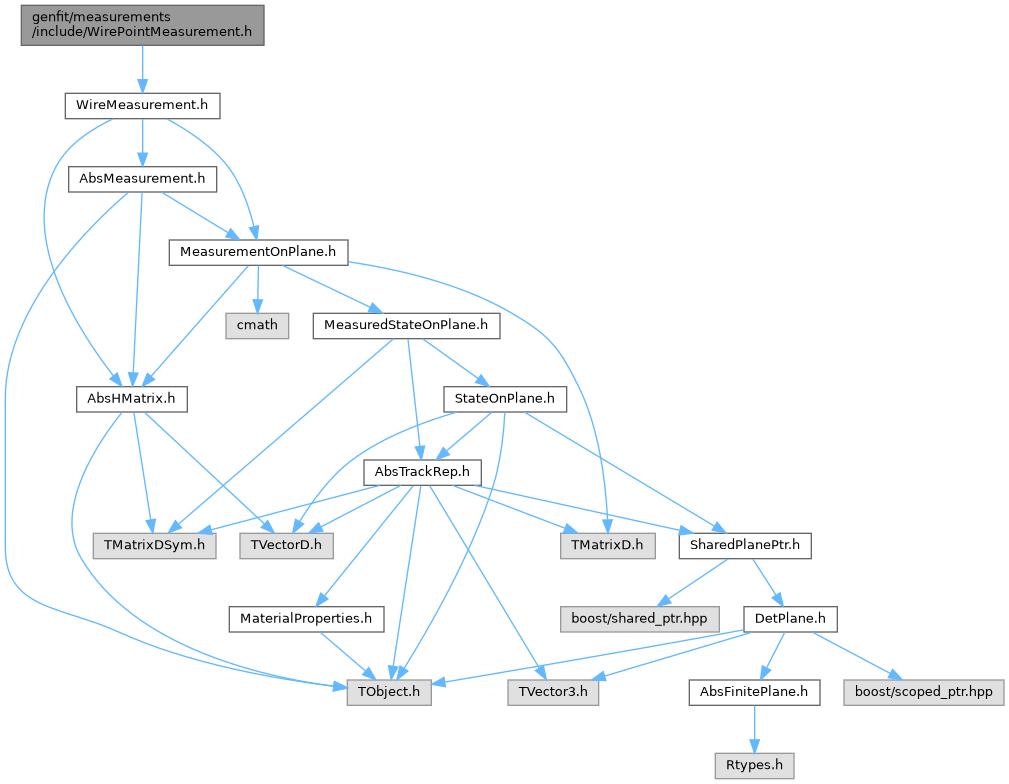 genfit/measurements
/include/WirePointMeasurement.h
WireMeasurement.h
AbsMeasurement.h
MeasurementOnPlane.h
cmath
MeasuredStateOnPlane.h
AbsHMatrix.h
StateOnPlane.h
AbsTrackRep.h
TMatrixDSym.h
TVectorD.h
TMatrixD.h
SharedPlanePtr.h
MaterialProperties.h
boost/shared_ptr.hpp
DetPlane.h
TObject.h
TVector3.h
AbsFinitePlane.h
boost/scoped_ptr.hpp
Rtypes.h